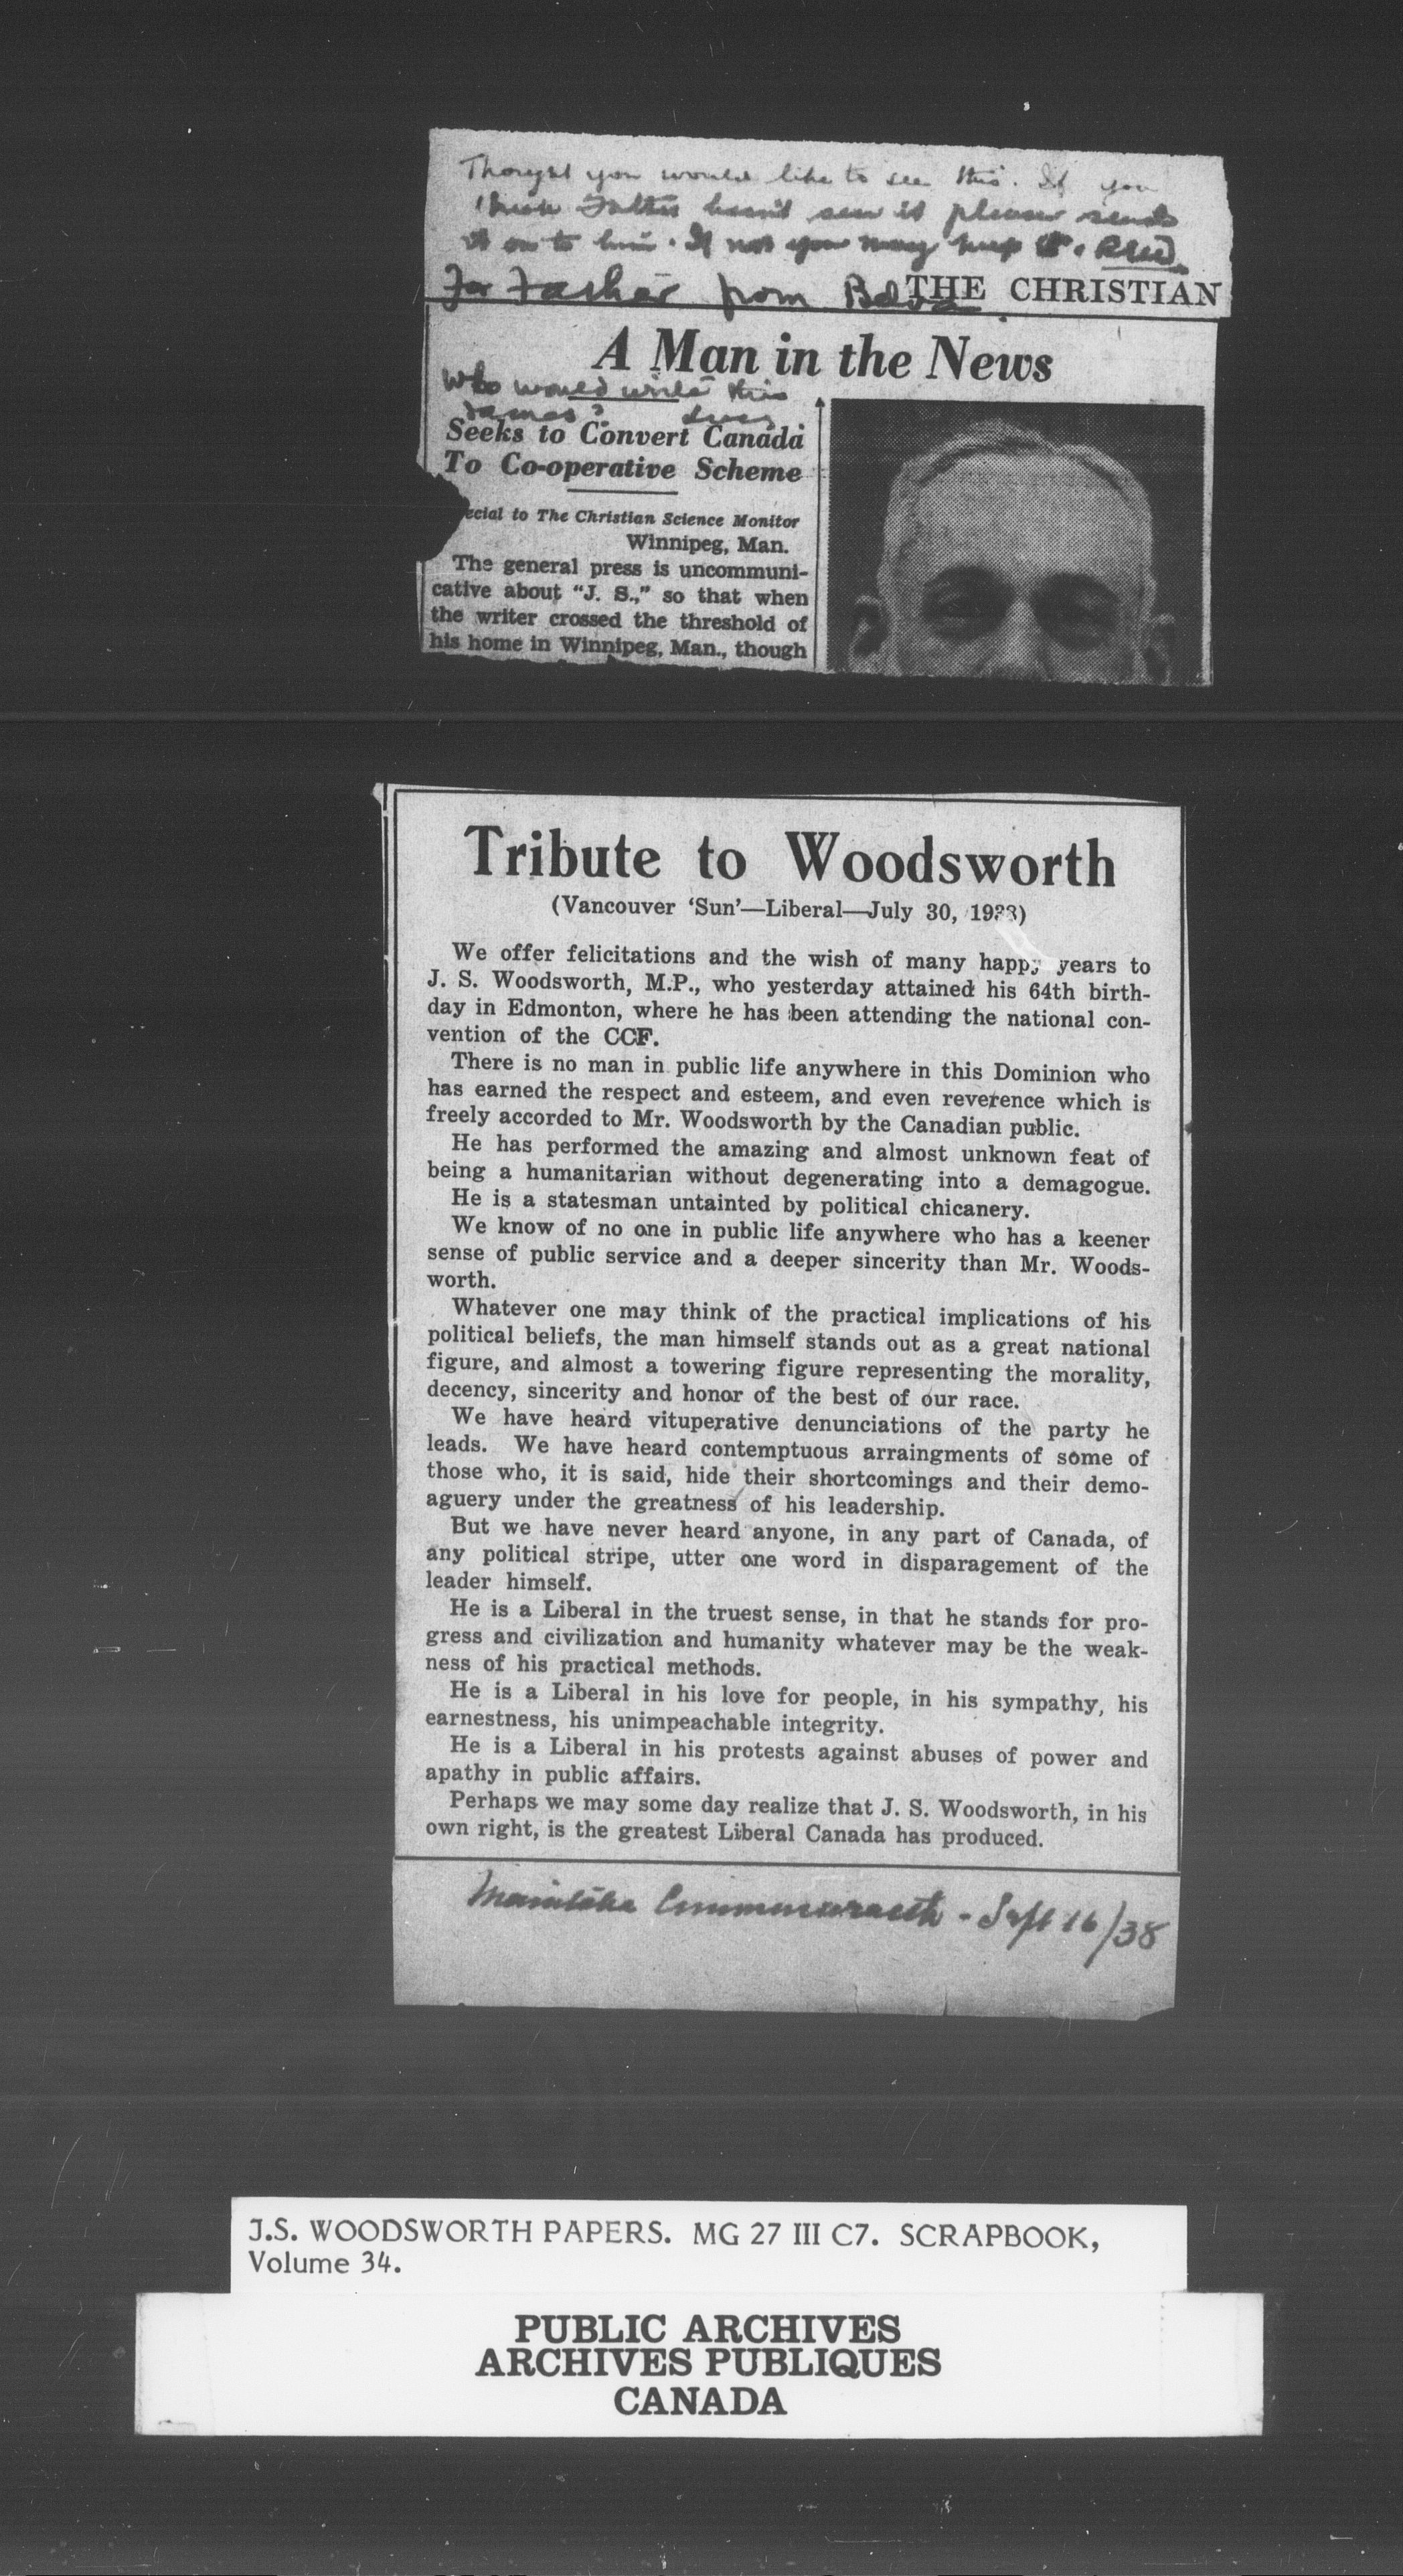 Thought you would like to see this. If you
think Father hasn't seen it please send
it on to him. If not you may keep it.
For Father from Belva
THE CHRISTIAN
A Man in the News
Who would write this
James?
Seeks to Convert Canada
To Co-operative Scheme
ecial to The Christian Science Monitor
Winnipeg, Man.
The general press is uncommuni-
cative about "J. S.," so that when
the writer crossed the threshold of
his home in Winnipeg, Man., though
Tribute to Woodsworth
(Vancouver 'Sun'—Liberal—July 30, 1938)
We offer felicitations and the wish of many happy years to
J. S. Woodsworth, M.P., who yesterday attained his 64th birth-
day in Edmonton, where he has been attending the national con-
vention of the CCF.
There is no man in public life anywhere in this Dominion who
has earned the respect and esteem, and even reverence which is
freely accorded to Mr. Woodsworth by the Canadian public.
He has performed the amazing and almost unknown feat of
being a humanitarian without degenerating into a demagogue.
He is a statesman untainted by political chicanery.
We know of no one in public life anywhere who has a keener
sense of public service and a deeper sincerity than Mr. Woods-
worth.
Whatever one may think of the practical implications of his
political beliefs, the man himself stands out as a great national
figure, and almost a towering figure representing the morality,
decency, sincerity and honor of the best of our race.
We have heard vituperative denunciations of the party he
leads. We have heard contemptuous arraingments of some of
those who, it is said, hide their shortcomings and their demo-
aguery under the greatness of his leadership.
But we have never heard anyone, in any part of Canada, of
any political stripe, utter one word in disparagement of the
leader himself.
He is a Liberal in the truest sense, in that he stands for pro-
gress and civilization and humanity whatever may be the weak-
ness of his practical methods.
He is a Liberal in his love for people, in his sympathy, his
earnestness, his unimpeachable integrity.
He is a Liberal in his protests against abuses of power and
apathy in public affairs.
Perhaps we may some day realize that J. S. Woodsworth, in his
own right, is the greatest Liberal Canada has produced.
Manitoba Commonwealth - Sept 16/38
J.S. WOODSWORTH PAPERS. MG 27 III C7. SCRAPBOOK,
Volume 34.
PUBLIC ARCHIVES
ARCHIVES PUBLIQUES
CANADA